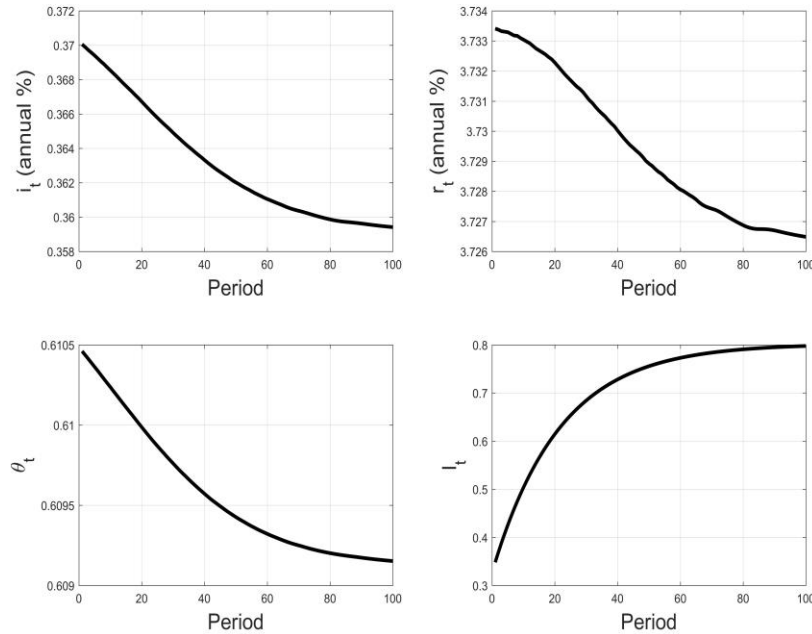 0.372
0.37
0.368
0.366
0.364
0.362
0.36
0.358
i_t (annual %)
0 20 40 60 80 100
Period
3.734
3.733
3.732
3.731
3.73
3.729
3.728
3.727
3.726
r_t (annual %)
0 20 40 60 80 100
Period
0.6105
0.61
0.6095
0.609
θ_t
0 20 40 60 80 100
Period
0.8
0.7
0.6
0.5
0.4
0.3
l_t
0 20 40 60 80 100
Period